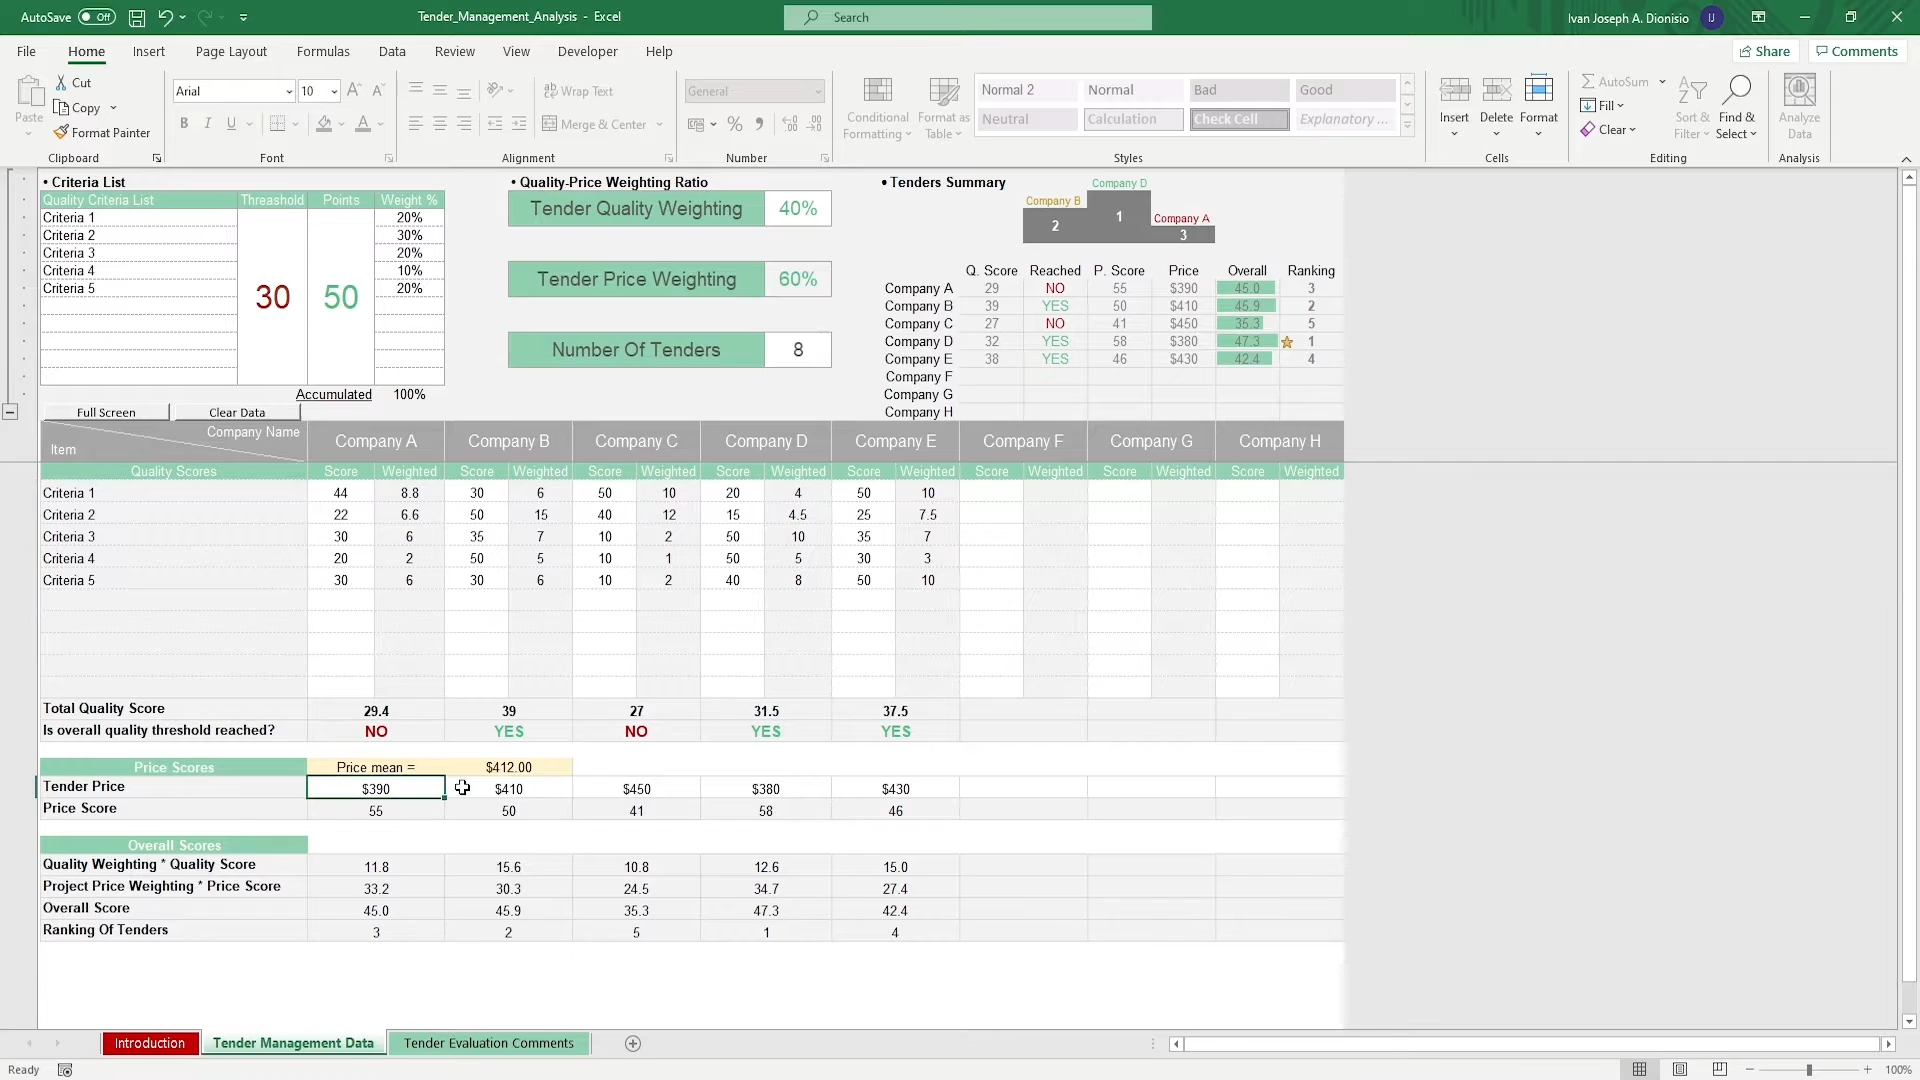 AutoSave Off Tender_Management_Analysis - Excel Search Ivan Joseph A. Dionisio IJ
File Home Insert Page Layout Formulas Data Review View Developer Help Share Comments
Paste Cut Copy Format Painter Clipboard
Arial 10 B I U Font
Wrap Text Merge & Center Alignment
General % Number
Conditional Formatting Format as Table Normal 2 Normal Bad Good Neutral Calculation Check Cell Explanatory ... Styles
Insert Delete Format Cells
AutoSum Fill Clear Sort & Filter Find & Select Editing
Analyze Data Analysis
• Criteria List
Quality Criteria List Threashold Points Weight %
Criteria 1 20%
Criteria 2 30%
Criteria 3 20%
Criteria 4 10%
Criteria 5 20%
30 50
Accumulated 100%
Full Screen Clear Data
• Quality-Price Weighting Ratio
Tender Quality Weighting 40%
Tender Price Weighting 60%
Number Of Tenders 8
• Tenders Summary
Company D
Company B 1 Company A
2 3
Q. Score Reached P. Score Price Overall Ranking
Company A 29 NO 55 $390 45.0 3
Company B 39 YES 50 $410 45.9 2
Company C 27 NO 41 $450 35.3 5
Company D 32 YES 58 $380 47.3 1
Company E 38 YES 46 $430 42.4 4
Company F
Company G
Company H
Company Name Item Company A Company B Company C Company D Company E Company F Company G Company H
Quality Scores Score Weighted Score Weighted Score Weighted Score Weighted Score Weighted Score Weighted Score Weighted Score Weighted
Criteria 1 44 8.8 30 6 50 10 20 4 50 10
Criteria 2 22 6.6 50 15 40 12 15 4.5 25 7.5
Criteria 3 30 6 35 7 10 2 50 10 35 7
Criteria 4 20 2 50 5 10 1 50 5 30 3
Criteria 5 30 6 30 6 10 2 40 8 50 10
Total Quality Score 29.4 39 27 31.5 37.5
Is overall quality threshold reached? NO YES NO YES YES
Price Scores Price mean = $412.00
Tender Price $390 $410 $450 $380 $430
Price Score 55 50 41 58 46
Overall Scores
Quality Weighting * Quality Score 11.8 15.6 10.8 12.6 15.0
Project Price Weighting * Price Score 33.2 30.3 24.5 34.7 27.4
Overall Score 45.0 45.9 35.3 47.3 42.4
Ranking Of Tenders 3 2 5 1 4
Introduction Tender Management Data Tender Evaluation Comments
Ready 100%